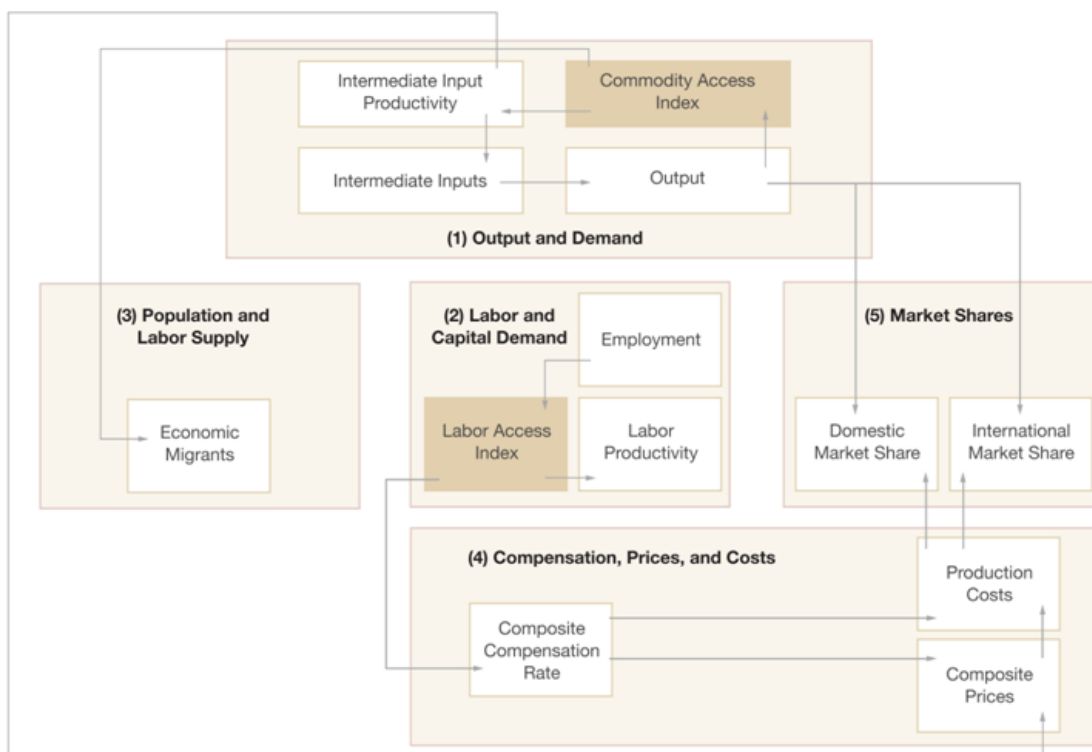 Intermediate Input
Productivity
Commodity Access
Index
Intermediate Inputs
Output
(1) Output and Demand
(3) Population and
Labor Supply
Economic
Migrants
(2) Labor and
Capital Demand
Employment
Labor Access
Index
Labor
Productivity
(5) Market Shares
Domestic
Market Share
International
Market Share
(4) Compensation, Prices, and Costs
Composite
Compensation
Rate
Production
Costs
Composite
Prices